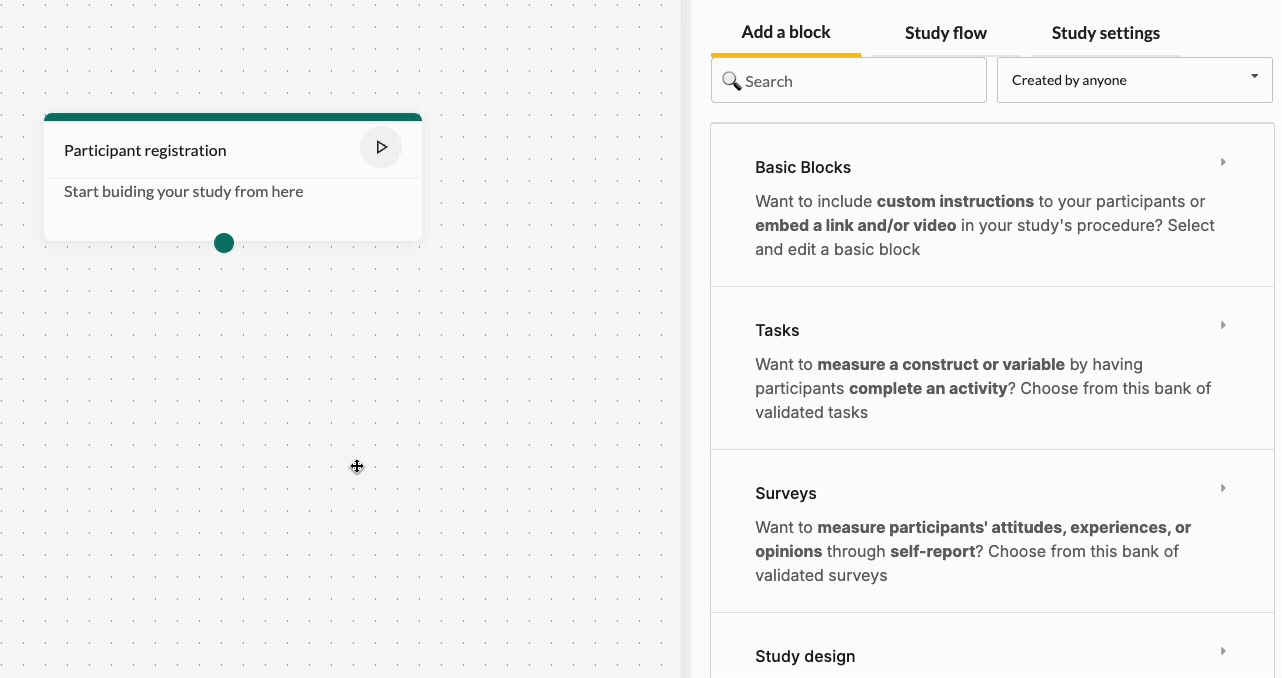 Participant registration
Start buiding your study from here
Add a block
Study flow
Study settings
Search
Created by anyone
Basic Blocks
Want to include custom instructions to your participants or
embed a link and/or video in your study's procedure? Select
and edit a basic block
Tasks
Want to measure a construct or variable by having
participants complete an activity? Choose from this bank of
validated tasks
Surveys
Want to measure participants' attitudes, experiences, or
opinions through self-report? Choose from this bank of
validated surveys
Study design